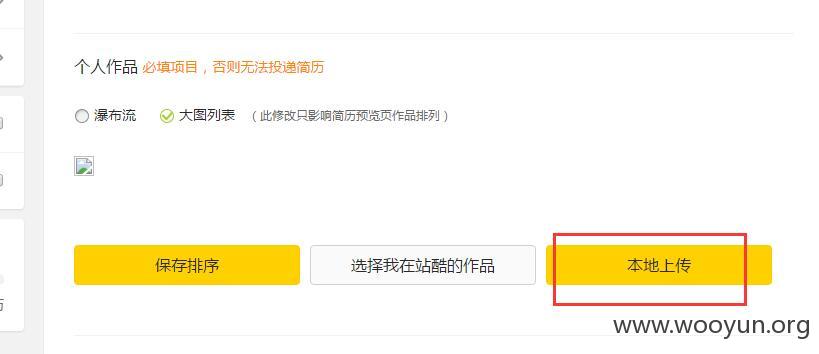 个人作品 必填项目，否则无法投递简历
瀑布流 大图列表 （此修改只影响简历预览页作品排列）
保存排序 选择我在站酷的作品 本地上传
历
www.wooyun.org